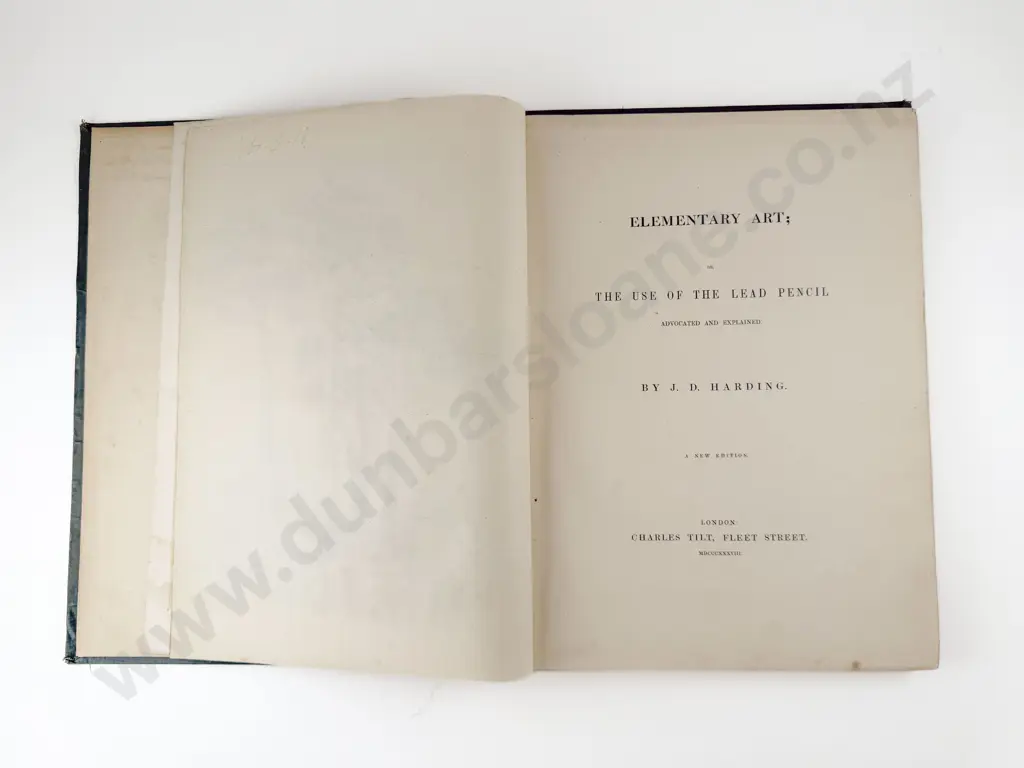 ELEMENTARY ART;
OR
THE USE OF THE LEAD PENCIL
ADVOCATED AND EXPLAINED.
BY J. D. HARDING.
A NEW EDITION.
LONDON:
CHARLES TILT, FLEET STREET.
MDCCCXXXVIII.
www.dunbarsloane.co.nz